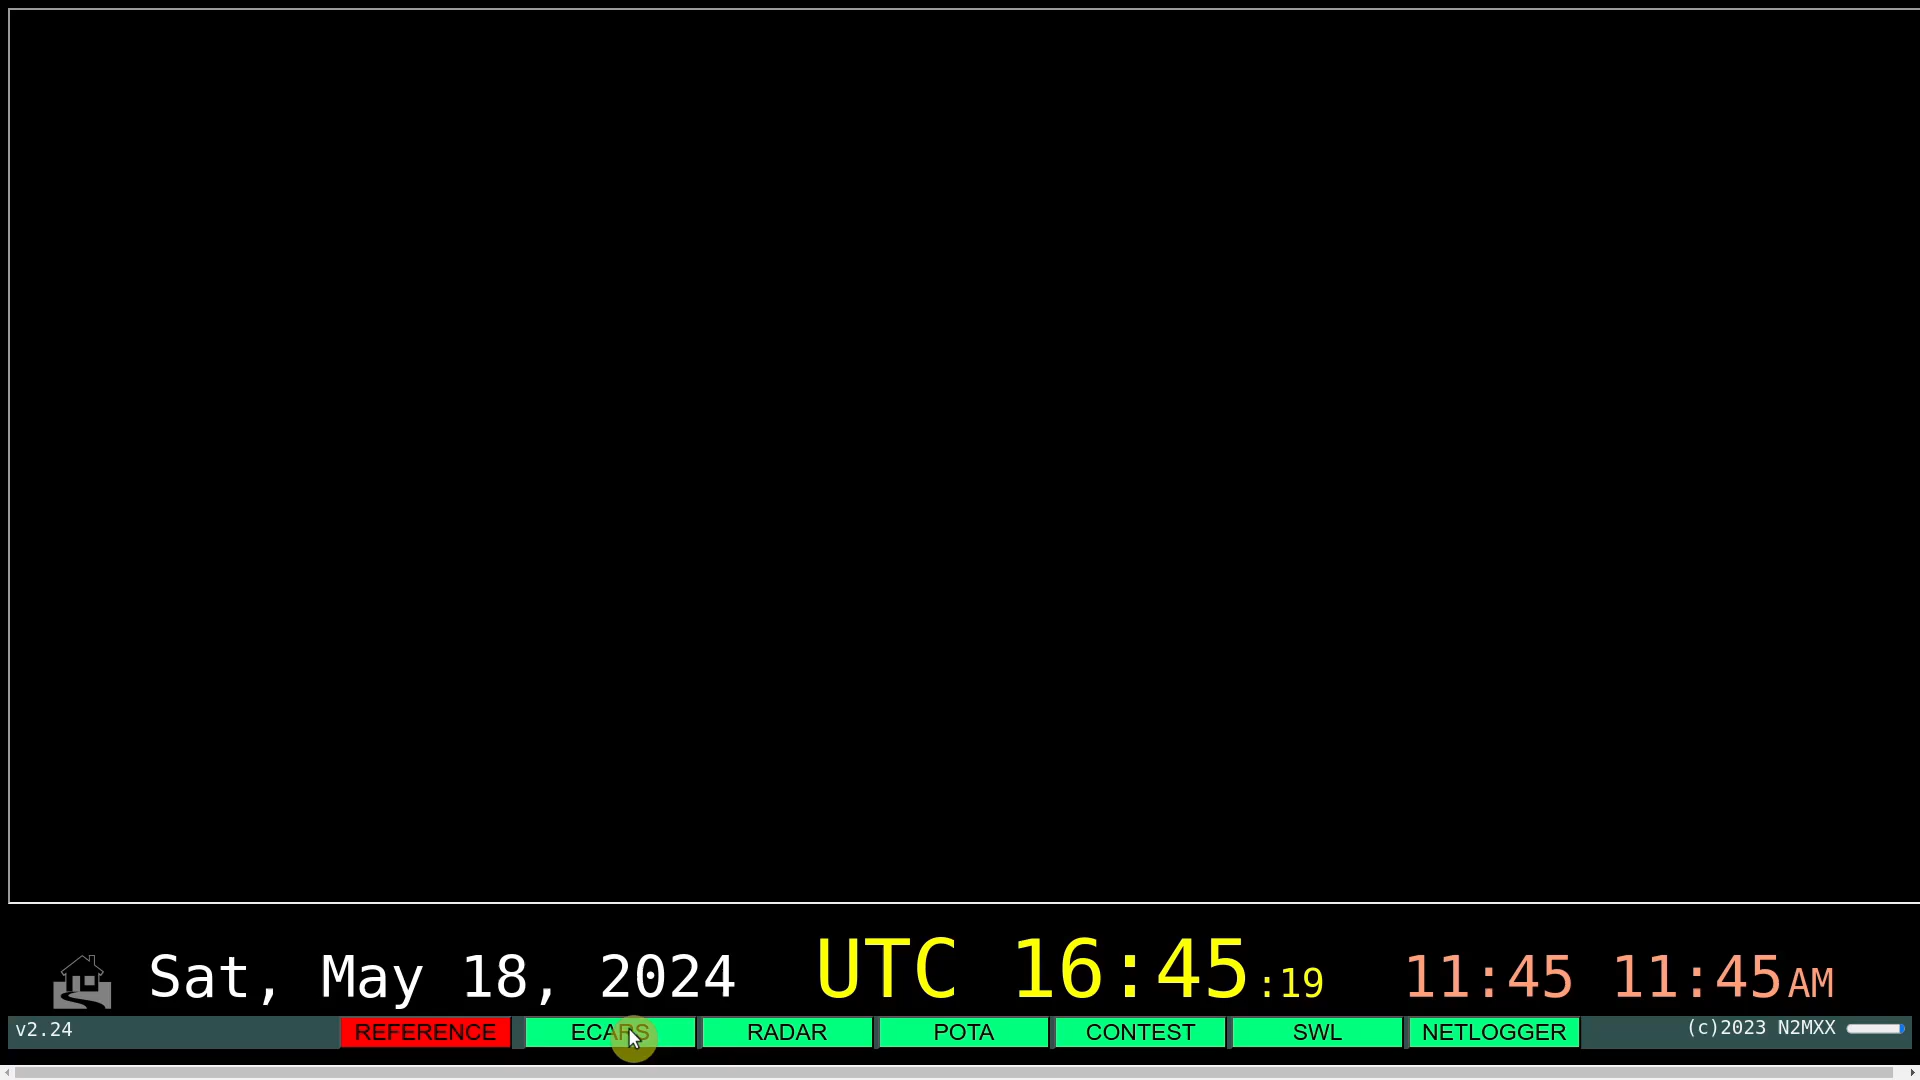 Sat, May 18, 2024 UTC 16:45:19 11:45 11:45AM
v2.24 REFERENCE ECARS RADAR POTA CONTEST SWL NETLOGGER (c)2023 N2MXX